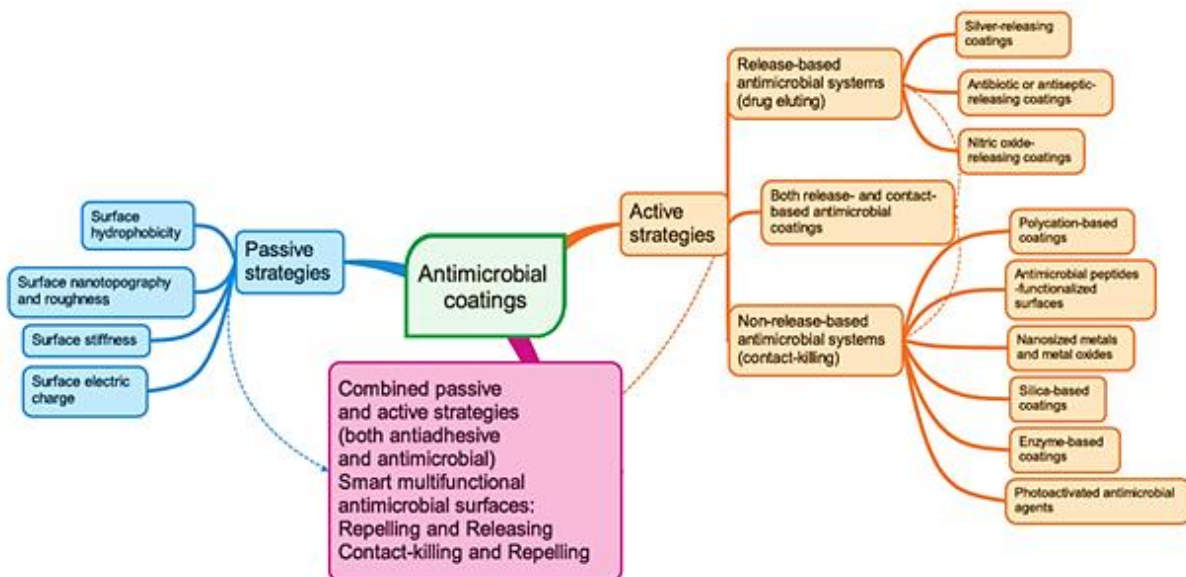 Antimicrobial
coatings
Passive
strategies
Surface
hydrophobicity
Surface nanotopography
and roughness
Surface stiffness
Surface electric
charge
Combined passive
and active strategies
(both antiadhesive
and antimicrobial)
Smart multifunctional
antimicrobial surfaces:
Repelling and Releasing
Contact-killing and Repelling
Active
strategies
Release-based
antimicrobial systems
(drug eluting)
Silver-releasing
coatings
Antibiotic or antiseptic-
releasing coatings
Nitric oxide-
releasing coatings
Both release- and contact-
based antimicrobial
coatings
Non-release-based
antimicrobial systems
(contact-killing)
Polycation-based
coatings
Antimicrobial peptides
-functionalized
surfaces
Nanosized metals
and metal oxides
Silica-based
coatings
Enzyme-based
coatings
Photoactivated antimicrobial
agents